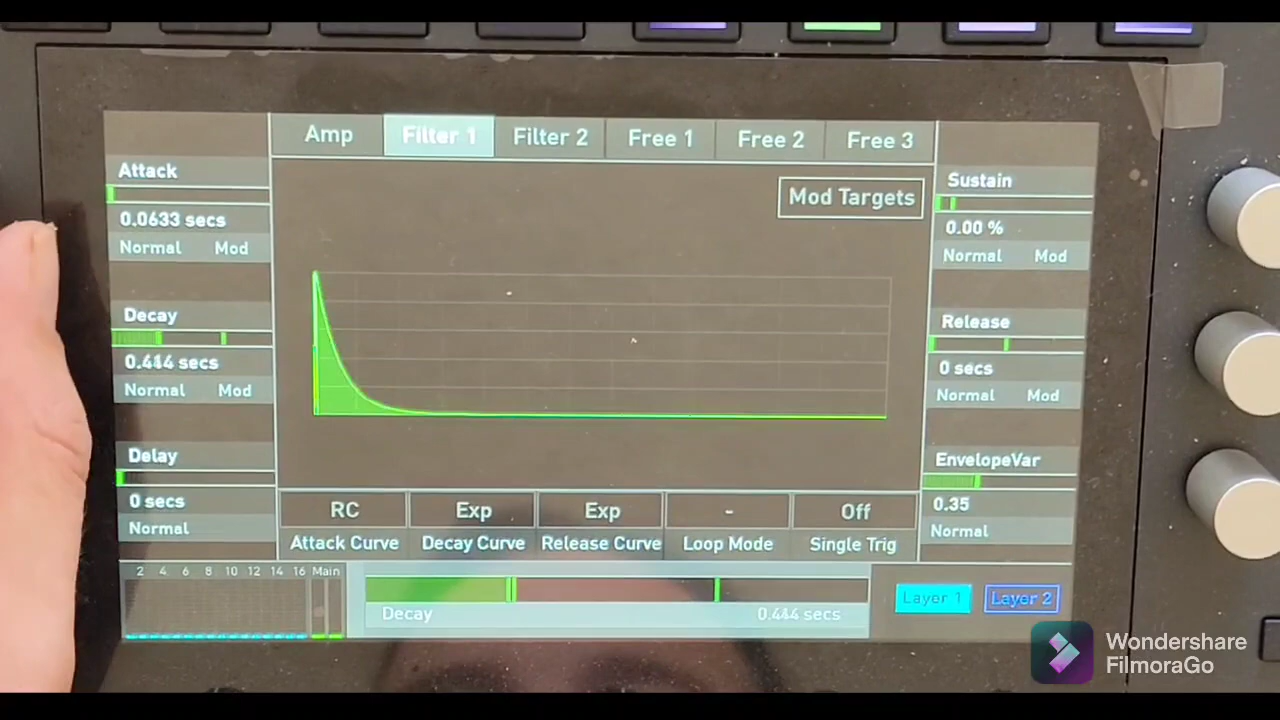 Amp Filter 1 Filter 2 Free 1 Free 2 Free 3
Attack
0.0633 secs
Normal Mod
Mod Targets
Sustain
0.00 %
Normal Mod
Decay
0.444 secs
Normal Mod
Release
0 secs
Normal Mod
Delay
0 secs
Normal
EnvelopeVar
0.35
Normal
RC Exp Exp - Off
Attack Curve Decay Curve Release Curve Loop Mode Single Trig
2 4 6 8 10 12 14 16 Main
Decay 0.444 secs
Layer 1 Layer 2
Wondershare
FilmoraGo